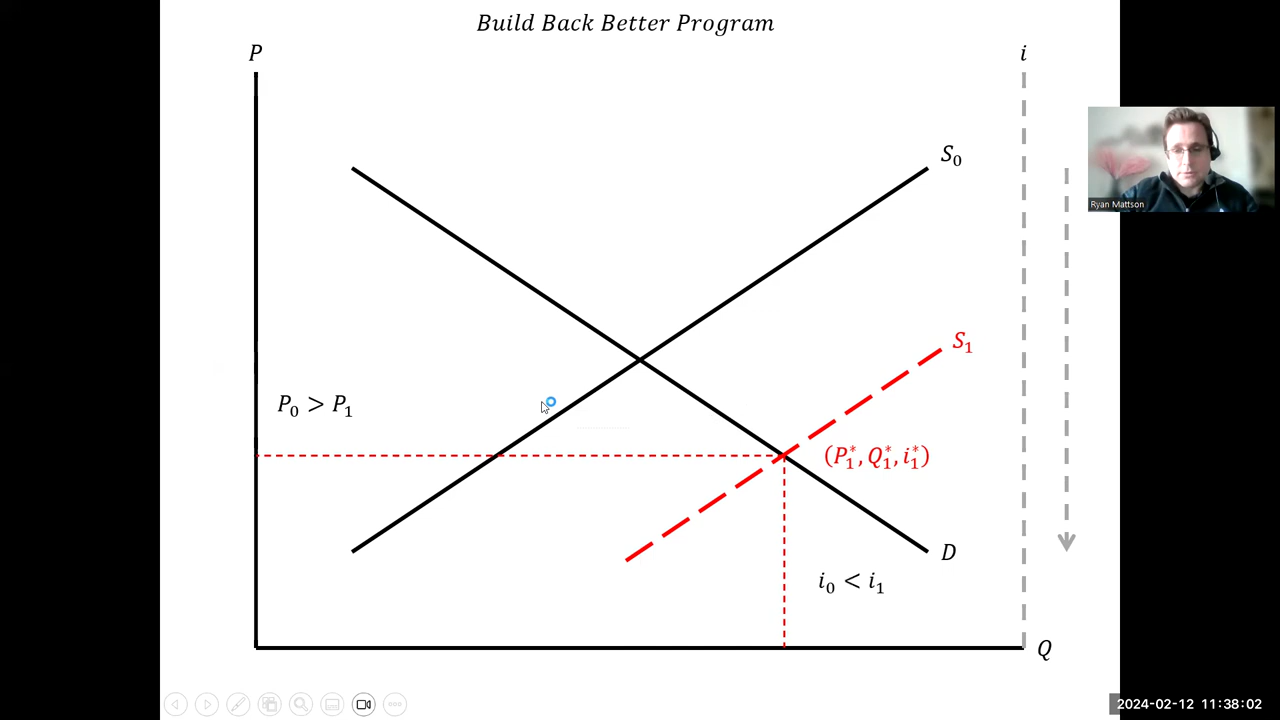 Build Back Better Program
P
i
S₀
Ryan Mattson
S₁
P₀ > P₁
(P₁*, Q₁*, i₁*)
D
i₀ < i₁
Q
2024-02-12 11:38:02